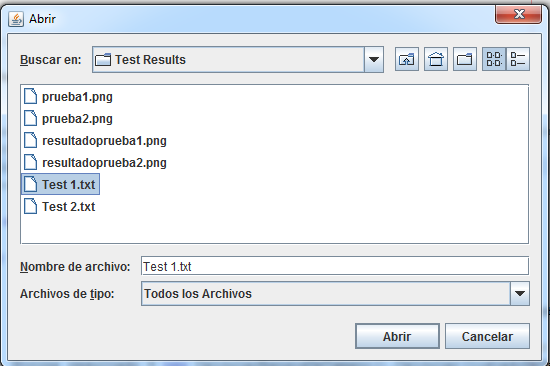 Abrir
Buscar en: Test Results
prueba1.png
prueba2.png
resultadoprueba1.png
resultadoprueba2.png
Test 1.txt
Test 2.txt
Nombre de archivo: Test 1.txt
Archivos de tipo: Todos los Archivos
Abrir Cancelar